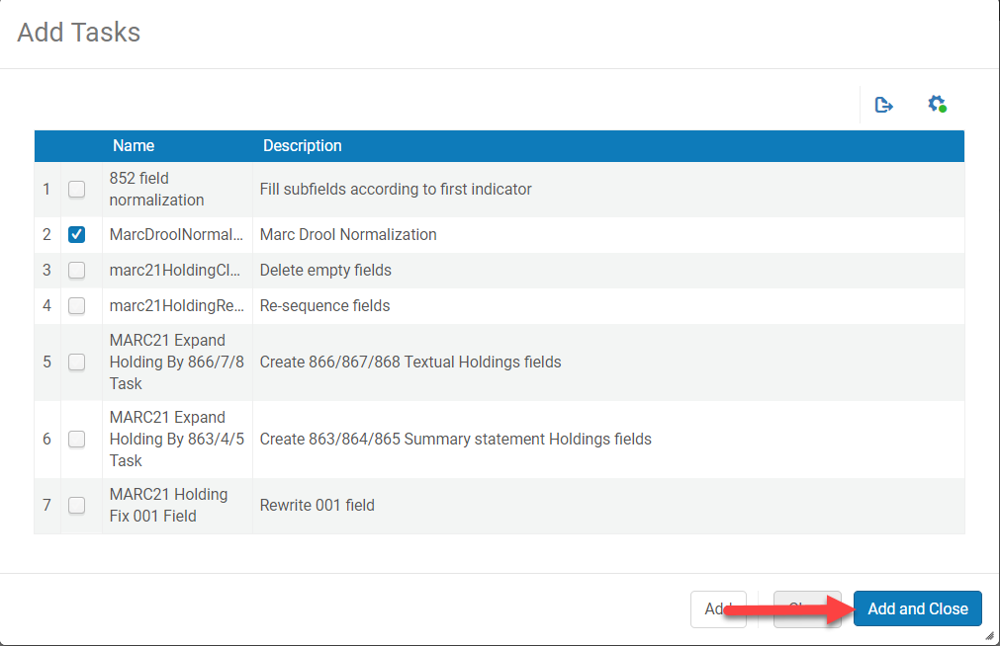 Add Tasks
Name Description
1 852 field
normalization Fill subfields according to first indicator
2 MarcDroolNormal... Marc Drool Normalization
3 marc21HoldingCl... Delete empty fields
4 marc21HoldingRe... Re-sequence fields
MARC21 Expand
5 Holding By 866/7/8 Create 866/867/868 Textual Holdings fields
Task
MARC21 Expand
6 Holding By 863/4/5 Create 863/864/865 Summary statement Holdings fields
Task
7 MARC21 Holding
Fix 001 Field Rewrite 001 field
Add and Close